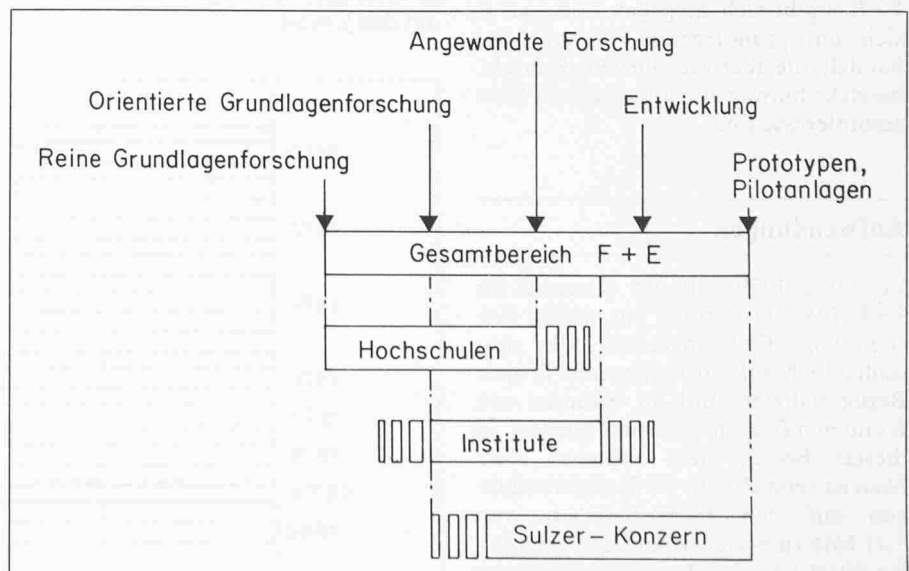 Angewandte Forschung
Orientierte Grundlagenforschung
Entwicklung
Reine Grundlagenforschung
Prototypen,
Pilotanlagen
Gesamtbereich F + E
Hochschulen
Institute
Sulzer – Konzern